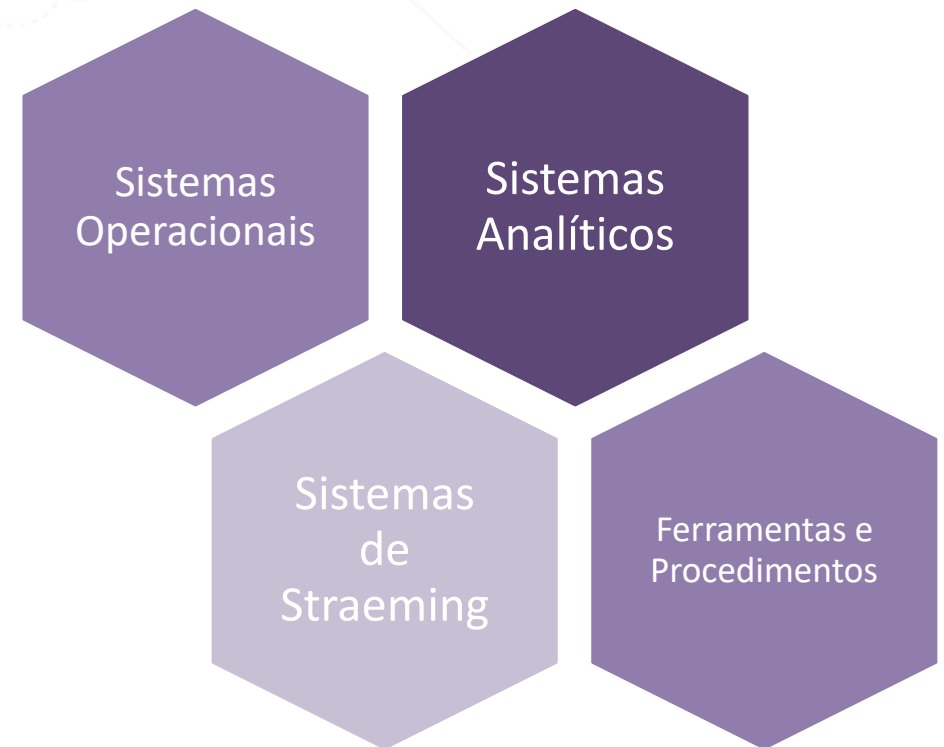 Sistemas
Operacionais
Sistemas
Analíticos
Sistemas
de
Straeming
Ferramentas e
Procedimentos